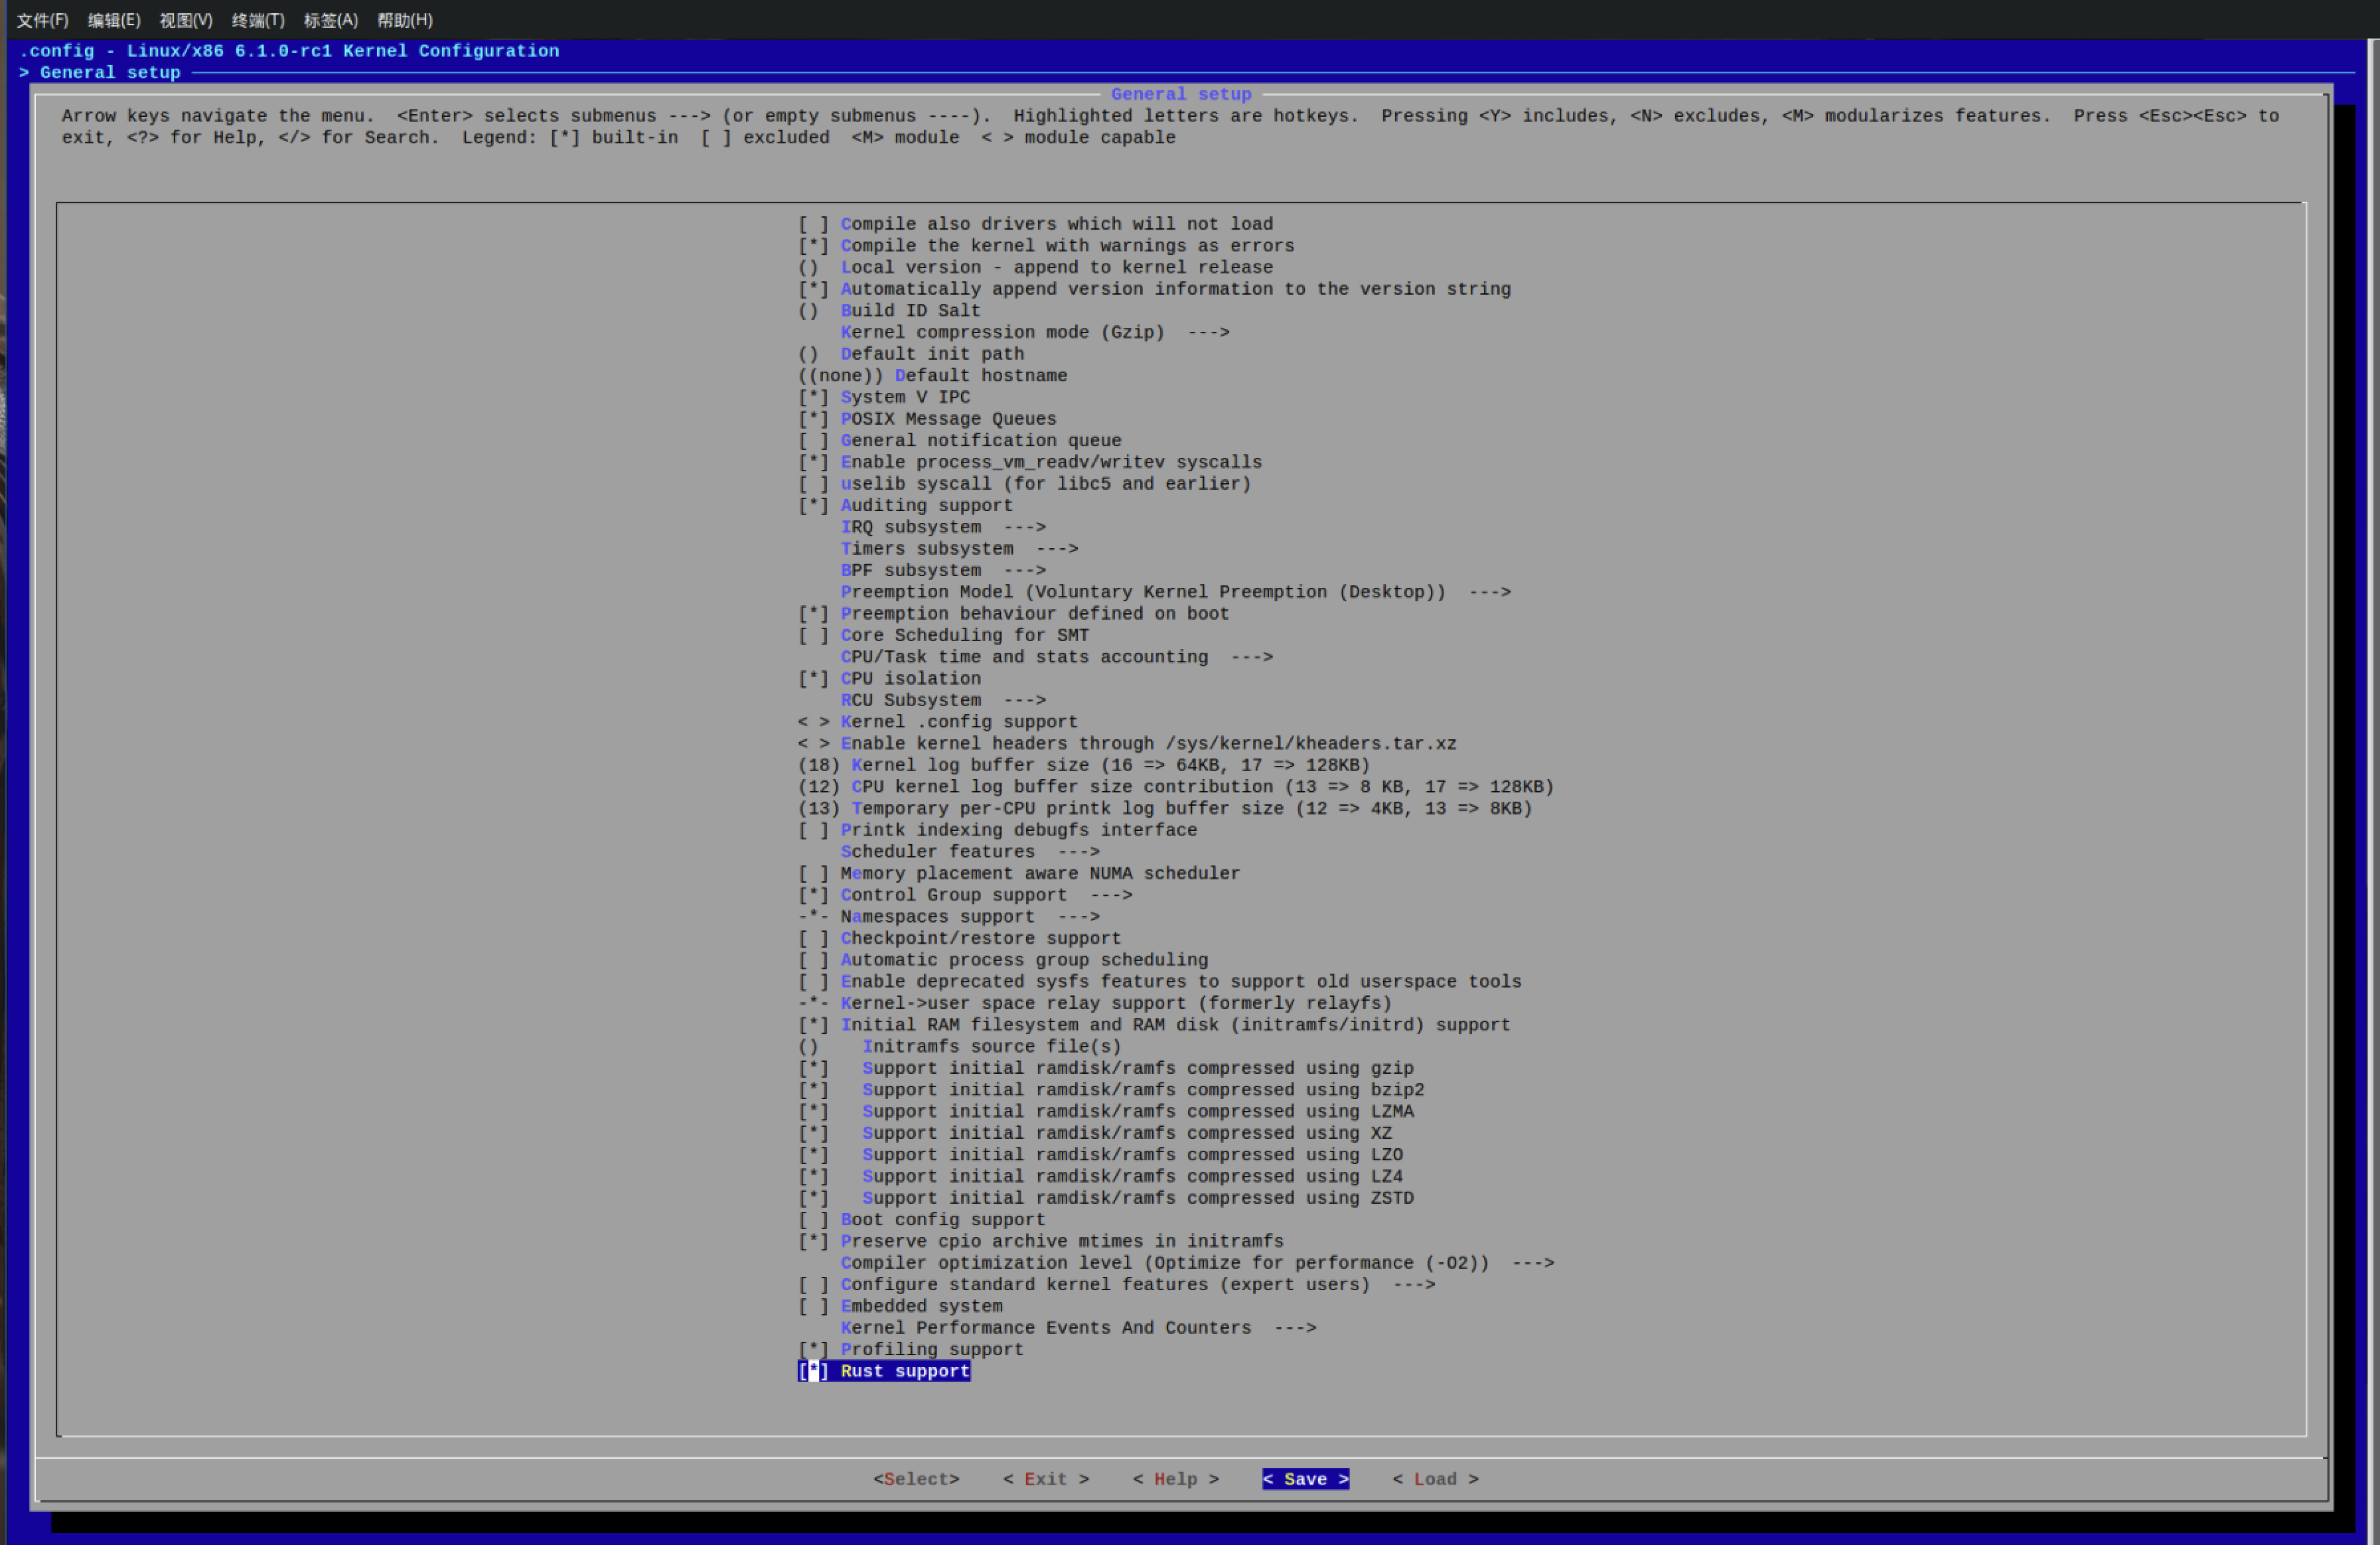 文件(F) 编辑(E) 视图(V) 终端(T) 标签(A) 帮助(H)
.config - Linux/x86 6.1.0-rc1 Kernel Configuration
> General setup
General setup
Arrow keys navigate the menu.  <Enter> selects submenus ---> (or empty submenus ----).  Highlighted letters are hotkeys.  Pressing <Y> includes, <N> excludes, <M> modularizes features.  Press <Esc><Esc> to
exit, <?> for Help, </> for Search.  Legend: [*] built-in  [ ] excluded  <M> module  < > module capable
[ ] Compile also drivers which will not load
[*] Compile the kernel with warnings as errors
()  Local version - append to kernel release
[*] Automatically append version information to the version string
()  Build ID Salt
Kernel compression mode (Gzip)  --->
()  Default init path
((none)) Default hostname
[*] System V IPC
[*] POSIX Message Queues
[ ] General notification queue
[*] Enable process_vm_readv/writev syscalls
[ ] uselib syscall (for libc5 and earlier)
[*] Auditing support
IRQ subsystem  --->
Timers subsystem  --->
BPF subsystem  --->
Preemption Model (Voluntary Kernel Preemption (Desktop))  --->
[*] Preemption behaviour defined on boot
[ ] Core Scheduling for SMT
CPU/Task time and stats accounting  --->
[*] CPU isolation
RCU Subsystem  --->
< > Kernel .config support
< > Enable kernel headers through /sys/kernel/kheaders.tar.xz
(18) Kernel log buffer size (16 => 64KB, 17 => 128KB)
(12) CPU kernel log buffer size contribution (13 => 8 KB, 17 => 128KB)
(13) Temporary per-CPU printk log buffer size (12 => 4KB, 13 => 8KB)
[ ] Printk indexing debugfs interface
Scheduler features  --->
[ ] Memory placement aware NUMA scheduler
[*] Control Group support  --->
-*- Namespaces support  --->
[ ] Checkpoint/restore support
[ ] Automatic process group scheduling
[ ] Enable deprecated sysfs features to support old userspace tools
-*- Kernel->user space relay support (formerly relayfs)
[*] Initial RAM filesystem and RAM disk (initramfs/initrd) support
()    Initramfs source file(s)
[*]   Support initial ramdisk/ramfs compressed using gzip
[*]   Support initial ramdisk/ramfs compressed using bzip2
[*]   Support initial ramdisk/ramfs compressed using LZMA
[*]   Support initial ramdisk/ramfs compressed using XZ
[*]   Support initial ramdisk/ramfs compressed using LZO
[*]   Support initial ramdisk/ramfs compressed using LZ4
[*]   Support initial ramdisk/ramfs compressed using ZSTD
[ ] Boot config support
[*] Preserve cpio archive mtimes in initramfs
Compiler optimization level (Optimize for performance (-O2))  --->
[ ] Configure standard kernel features (expert users)  --->
[ ] Embedded system
Kernel Performance Events And Counters  --->
[*] Profiling support
[*] Rust support
<Select>    < Exit >    < Help >    < Save >    < Load >